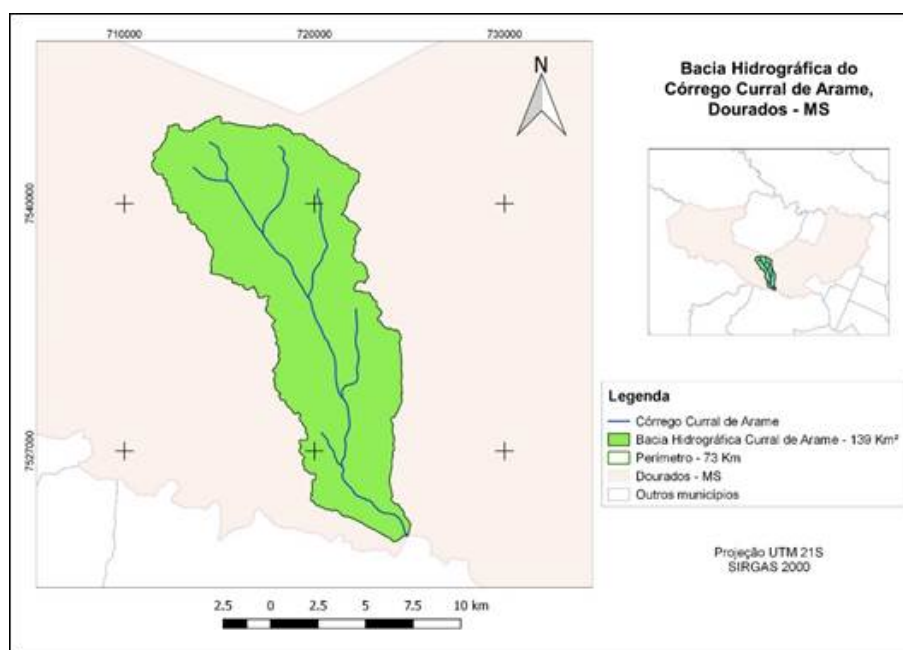 710000 720000 730000
7540000
7527000
N
Bacia Hidrográfica do
Córrego Curral de Arame,
Dourados - MS
Legenda
Córrego Curral de Arame
Bacia Hidrográfica Curral de Arame - 139 Km²
Perímetro - 73 Km
Dourados - MS
Outros municípios
Projeção UTM 21S
SIRGAS 2000
2.5 0 2.5 5 7.5 10 km